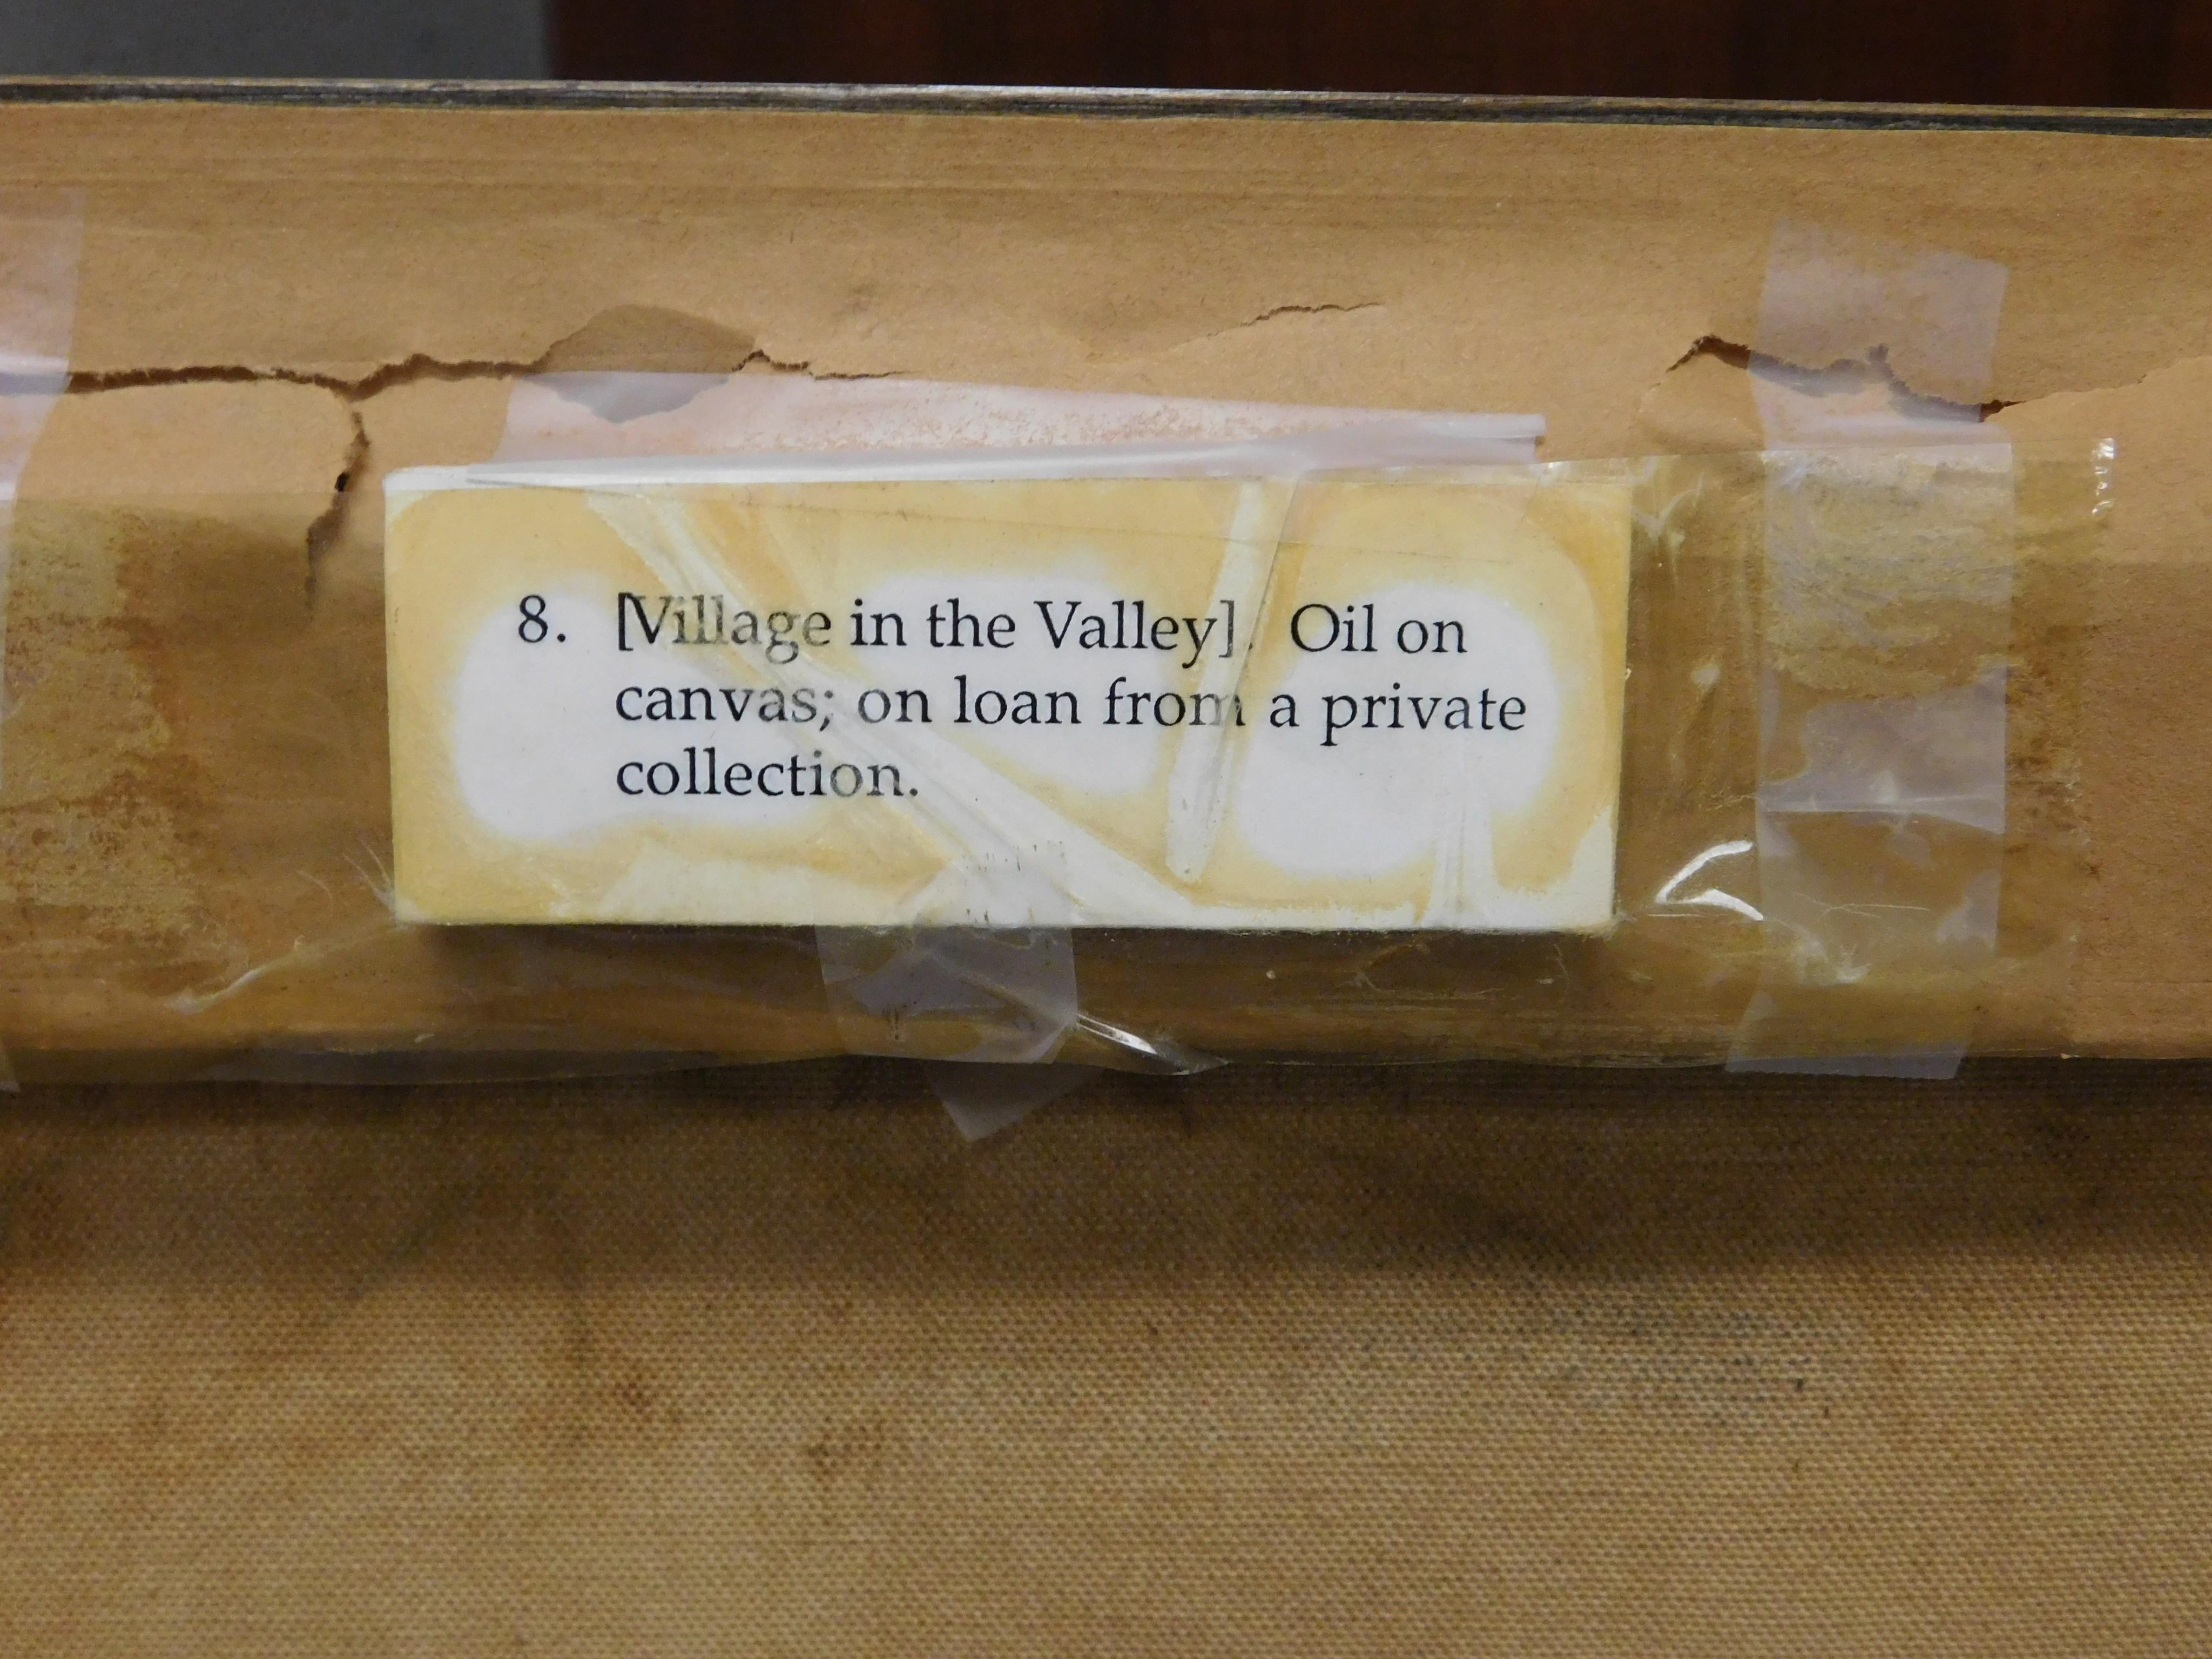 8. [Village in the Valley]. Oil on
canvas; on loan from a private
collection.